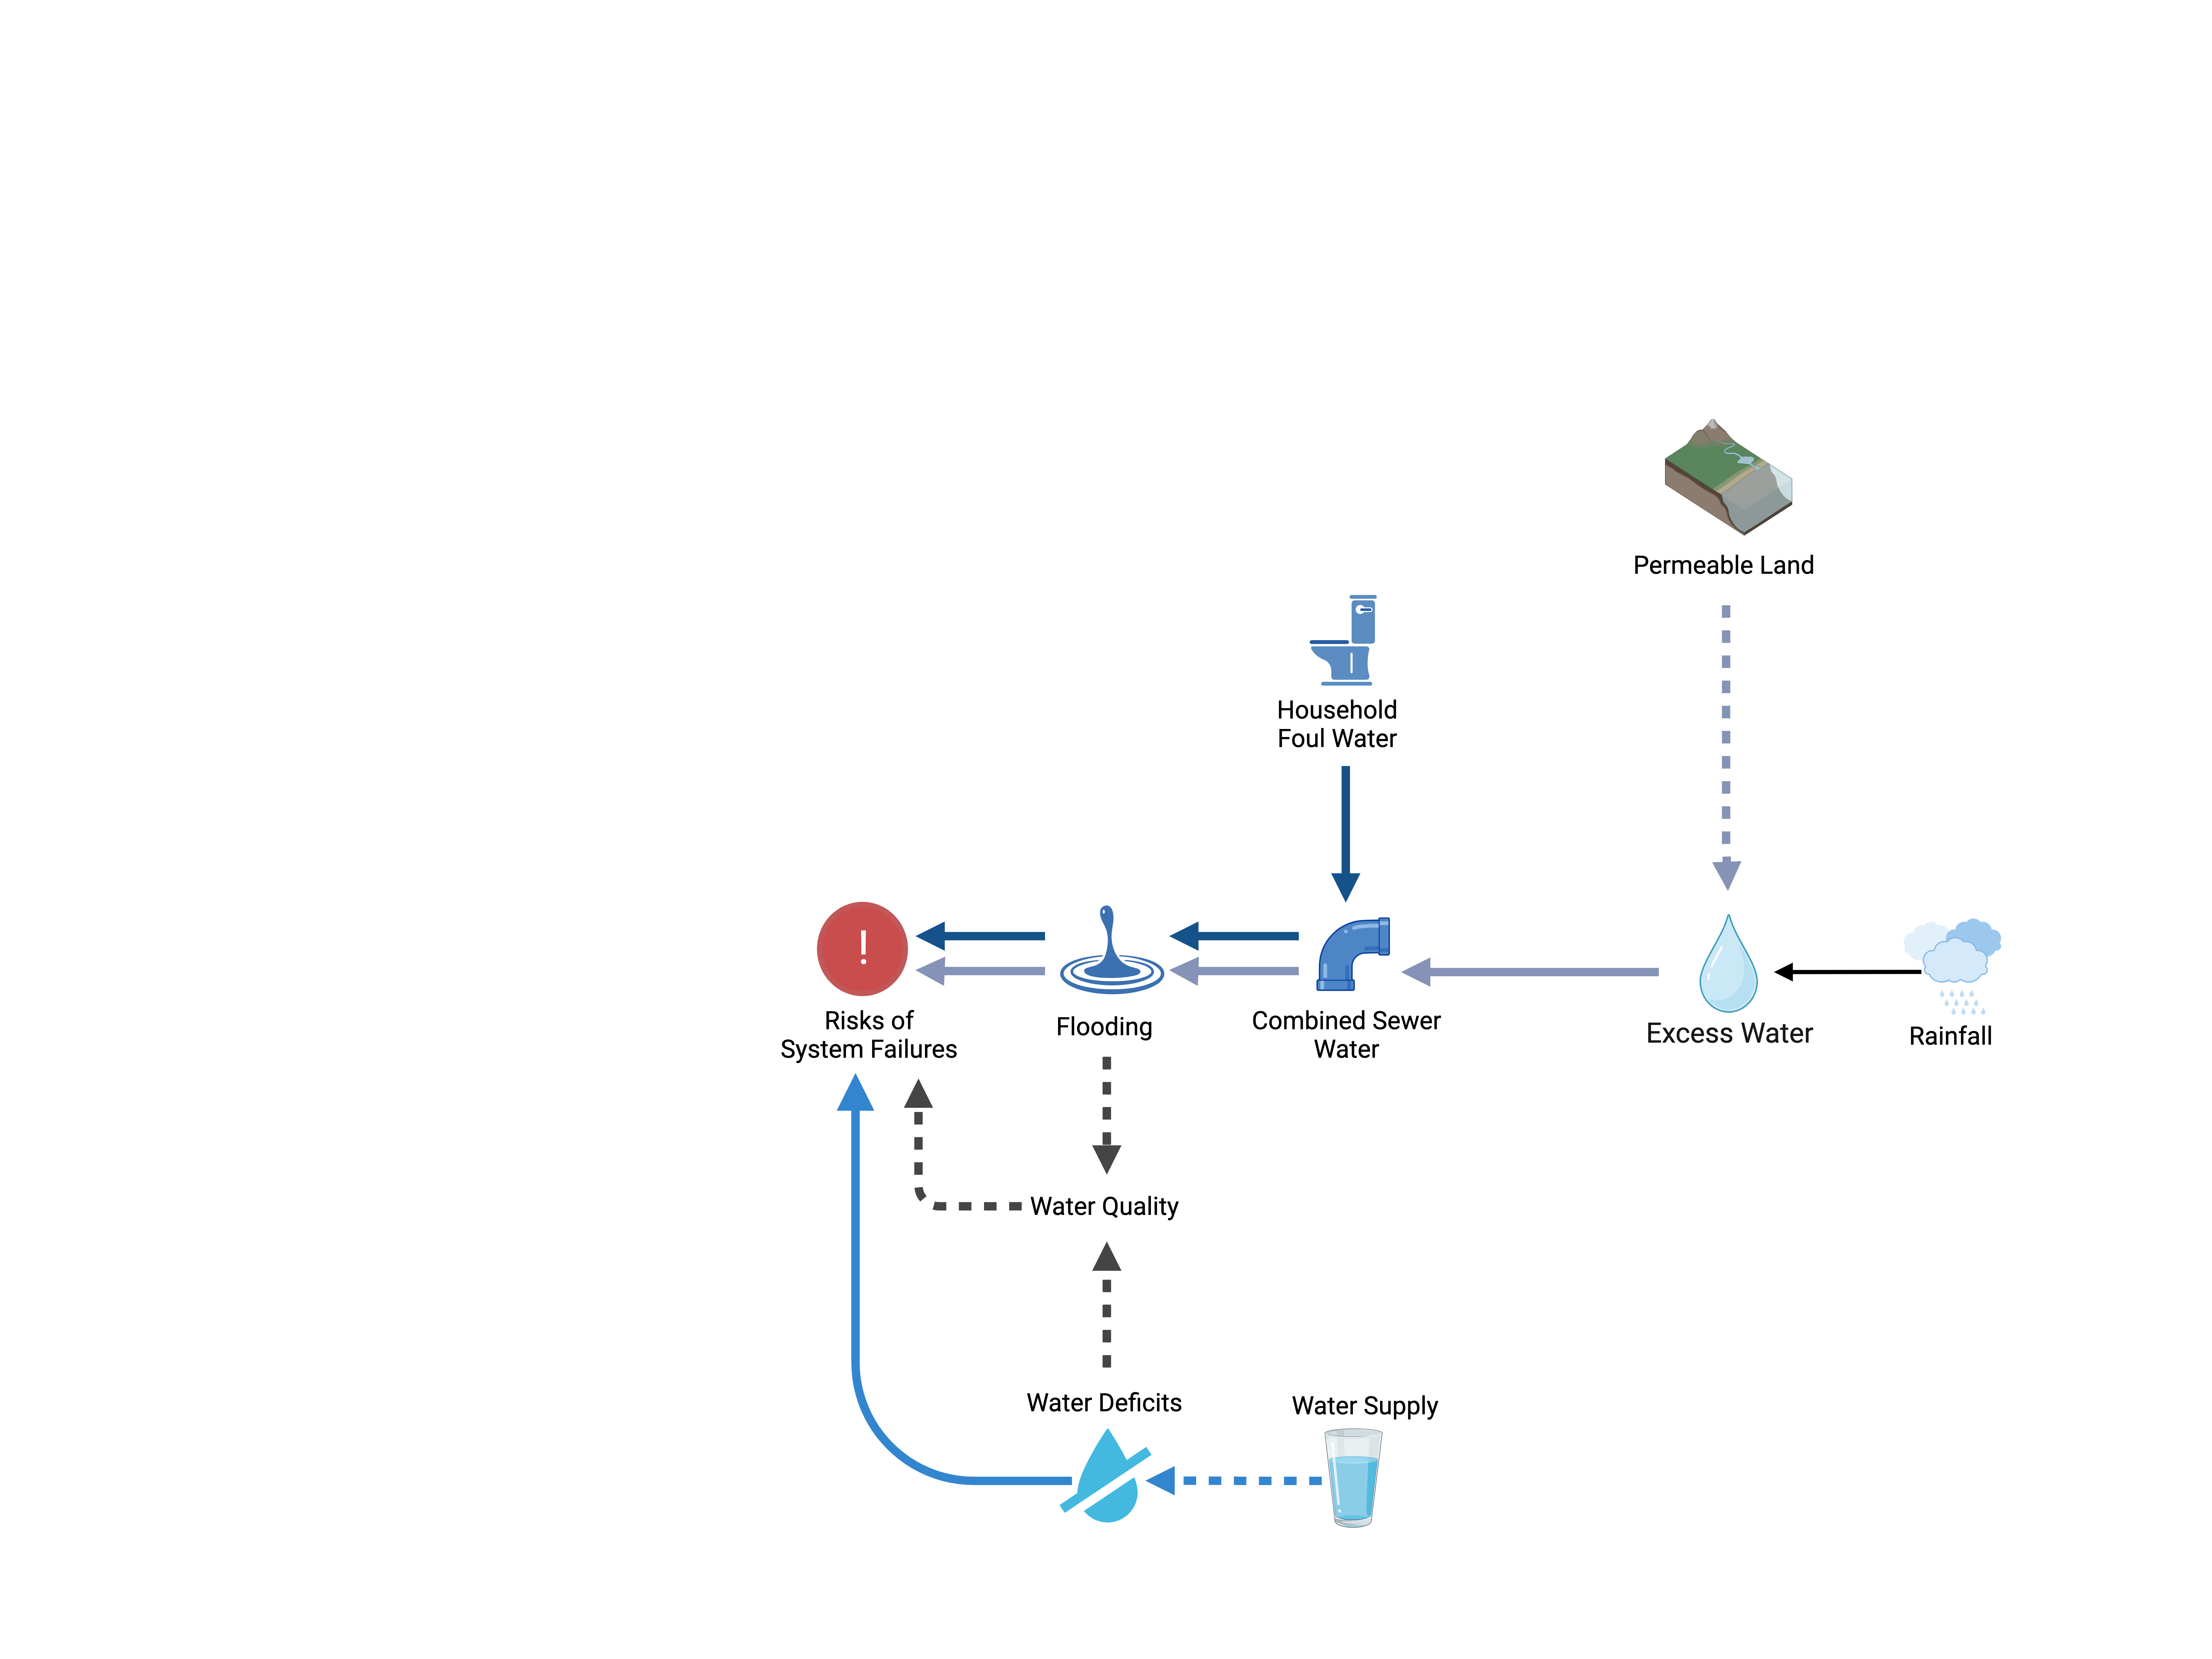 Permeable Land
Household
Foul Water
Risks of
System Failures
Flooding
Combined Sewer
Water
Excess Water
Rainfall
Water Quality
Water Deficits
Water Supply